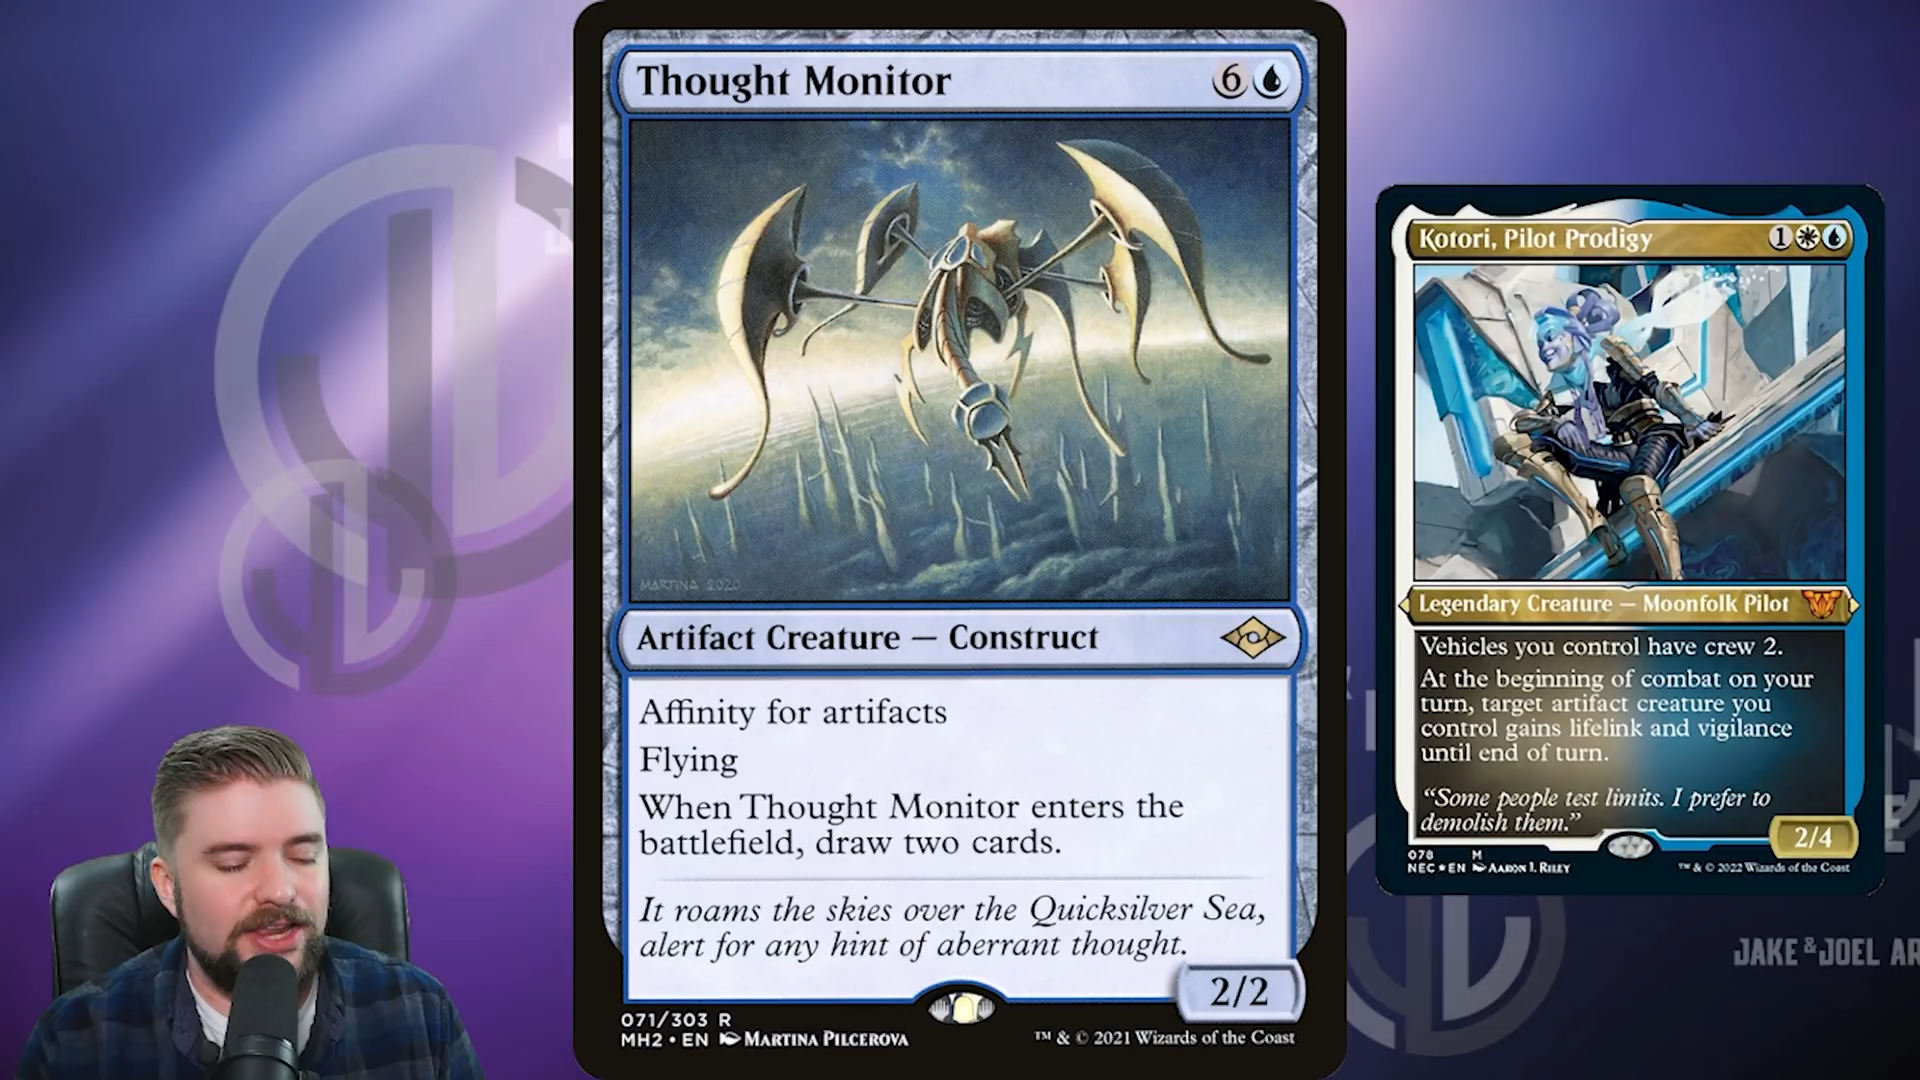 Thought Monitor
6
MARTINA 2020
Artifact Creature — Construct
Affinity for artifacts
Flying
When Thought Monitor enters the
battlefield, draw two cards.
It roams the skies over the Quicksilver Sea,
alert for any hint of aberrant thought.
2/2
071/303 R
MH2 • EN Martina Pilcerova
™ & © 2021 Wizards of the Coast
Kotori, Pilot Prodigy
1
Legendary Creature — Moonfolk Pilot
Vehicles you control have crew 2.
At the beginning of combat on your
turn, target artifact creature you
control gains lifelink and vigilance
until end of turn.
“Some people test limits. I prefer to
demolish them.”
2/4
078 M
NEC★EN Aaron J. Riley
™ & © 2022 Wizards of the Coast
JAKE & JOEL AR